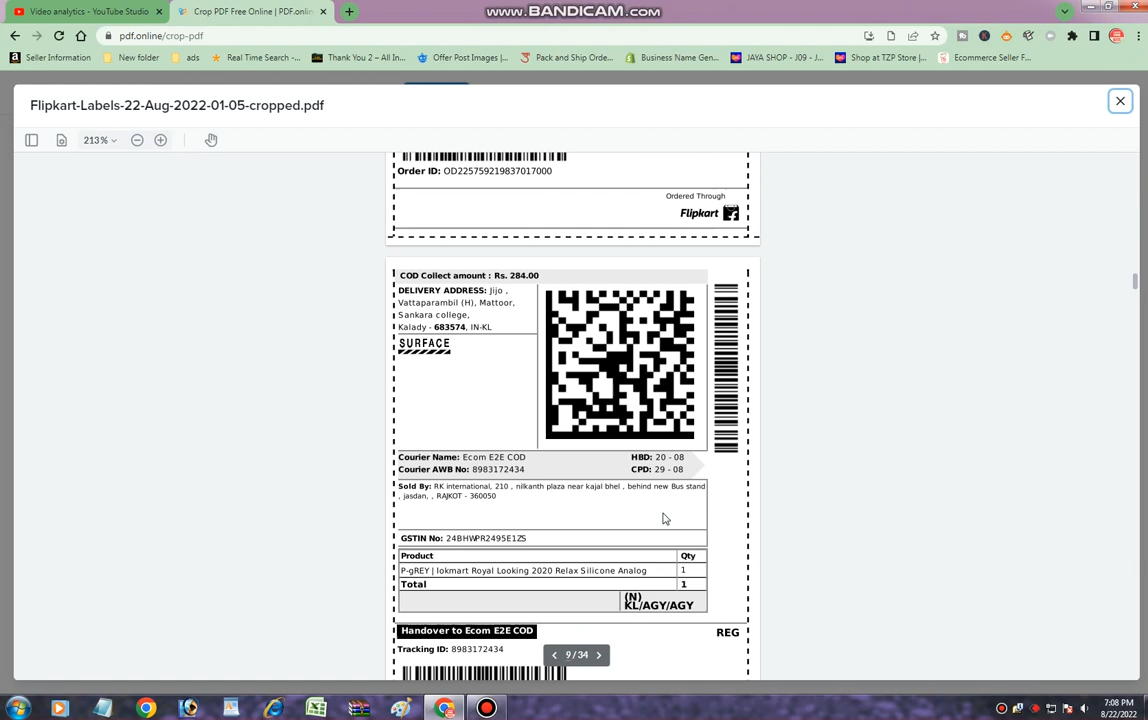 Video analytics - YouTube Studio
Crop PDF Free Online | PDF.onlin
www.BANDICAM.com
pdf.online/crop-pdf
Seller Information
New folder
ads
Real Time Search -...
Thank You 2 – All In...
Offer Post Images |...
Pack and Ship Orde...
Business Name Gen...
JAYA SHOP - J09 - J...
Shop at TZP Store |...
Ecommerce Seller F...
Flipkart-Labels-22-Aug-2022-01-05-cropped.pdf
213%
Order ID: OD225759219837017000
Ordered Through
Flipkart
COD Collect amount : Rs. 284.00
DELIVERY ADDRESS: Jijo ,
Vattaparambil (H), Mattoor,
Sankara college,
Kalady - 683574, IN-KL
SURFACE
Courier Name: Ecom E2E COD
HBD: 20 - 08
Courier AWB No: 8983172434
CPD: 29 - 08
Sold By: RK international, 210 , nilkanth plaza near kajal bhel , behind new Bus stand
, jasdan, , RAJKOT - 360050
GSTIN No: 24BHWPR2495E1ZS
Product Qty
P-gREY | lokmart Royal Looking 2020 Relax Silicone Analog 1
Total 1
(N)
KL/AGY/AGY
Handover to Ecom E2E COD
REG
Tracking ID: 8983172434
9 / 34
7:08 PM
8/22/2022